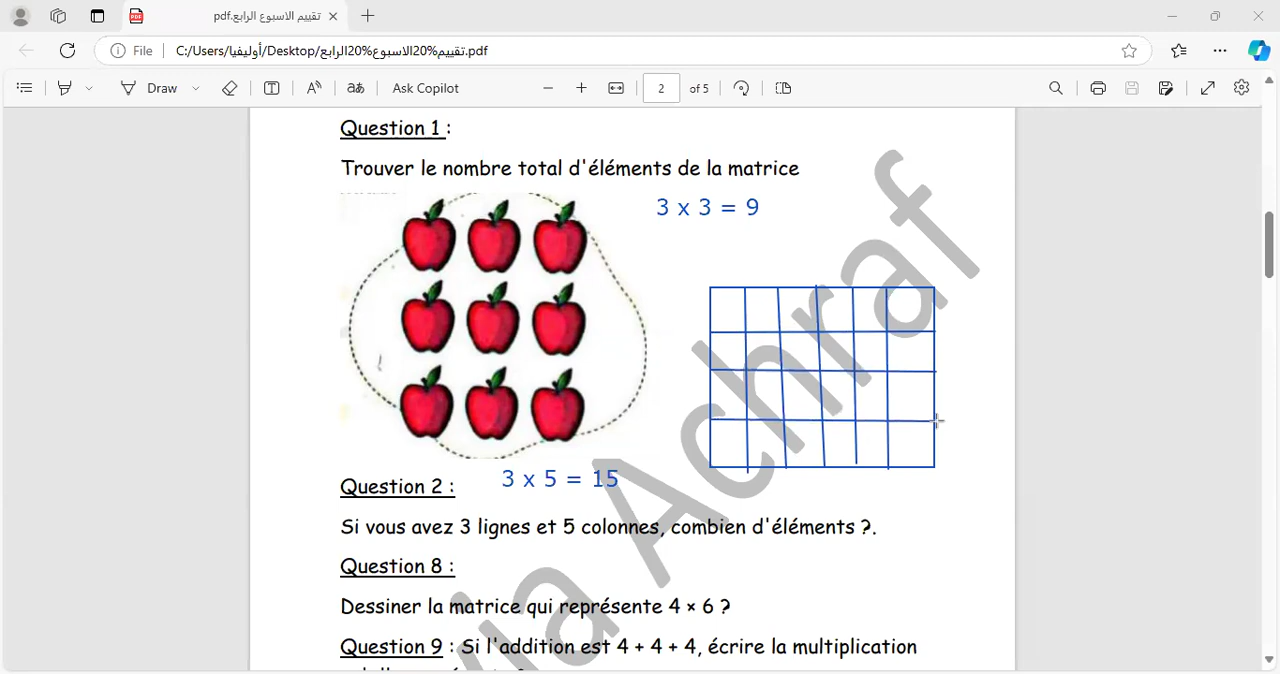 تقييم الاسبوع الرابع.pdf
File C:/Users/أوليفيا/Desktop/تقييم%20الاسبوع%20الرابع.pdf
Draw Ask Copilot 2 of 5
Question 1 :
Trouver le nombre total d'éléments de la matrice
3 x 3 = 9
3 x 5 = 15
Question 2 :
Si vous avez 3 lignes et 5 colonnes, combien d'éléments ?.
Question 8 :
Dessiner la matrice qui représente 4 × 6 ?
Question 9 : Si l'addition est 4 + 4 + 4, écrire la multiplication
via Achraf